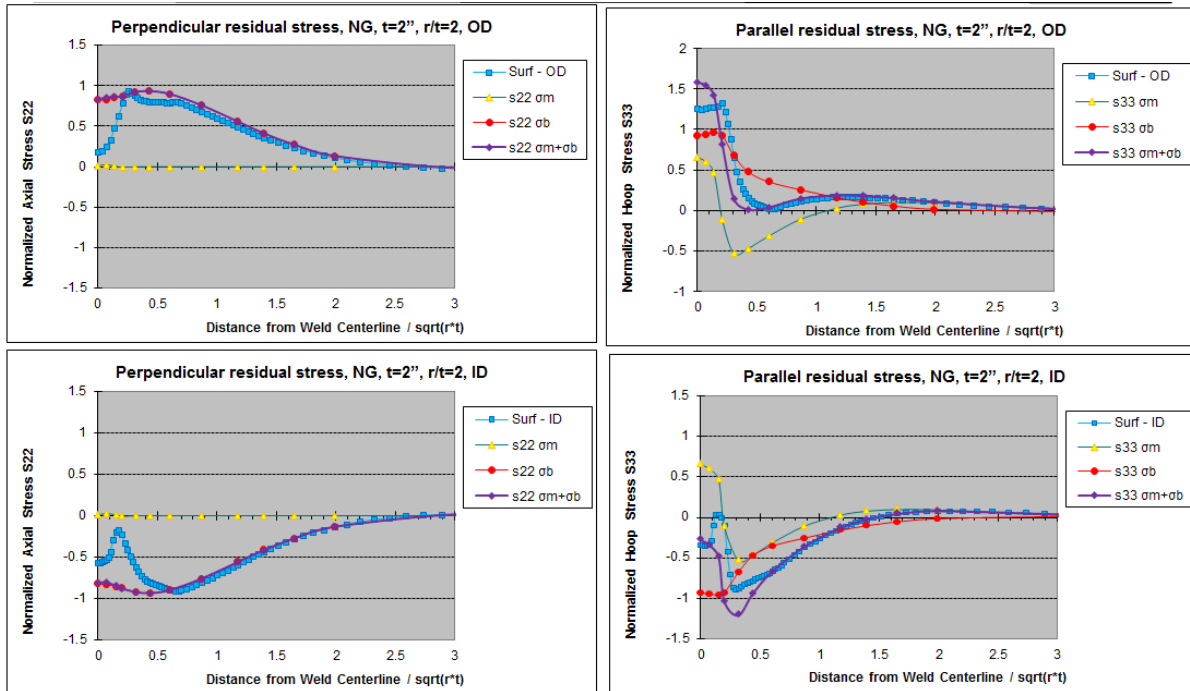 Perpendicular residual stress, NG, t=2”, r/t=2, OD
Normalized Axial Stress S22
1.5
1
0.5
0
-0.5
-1
-1.5
0 0.5 1 1.5 2 2.5 3
Distance from Weld Centerline / sqrt(r*t)
Surf - OD
s22 σm
s22 σb
s22 σm+σb
Parallel residual stress, NG, t=2”, r/t=2, OD
Normalized Hoop Stress S33
2
1.5
1
0.5
0
-0.5
-1
0 0.5 1 1.5 2 2.5 3
Distance from Weld Centerline / sqrt(r*t)
Surf - OD
s33 σm
s33 σb
s33 σm+σb
Perpendicular residual stress, NG, t=2”, r/t=2, ID
Normalized Axial Stress S22
1.5
1
0.5
0
-0.5
-1
-1.5
0 0.5 1 1.5 2 2.5 3
Distance from Weld Centerline / sqrt(r*t)
Surf - ID
s22 σm
s22 σb
s22 σm+σb
Parallel residual stress, NG, t=2”, r/t=2, ID
Normalized Hoop Stress S33
1.5
1
0.5
0
-0.5
-1
-1.5
0 0.5 1 1.5 2 2.5 3
Distance from Weld Centerline / sqrt(r*t)
Surf - ID
s33 σm
s33 σb
s33 σm+σb